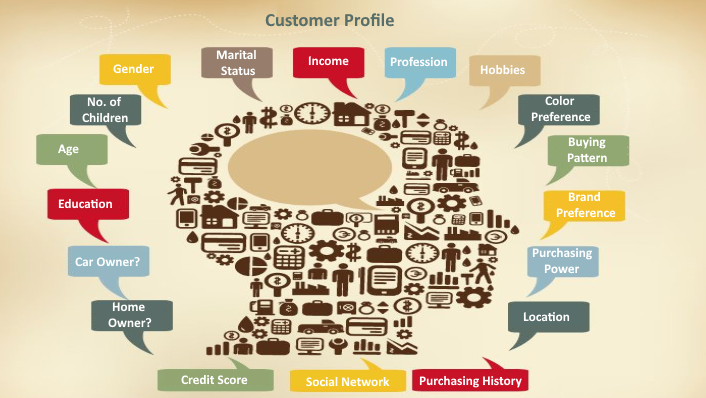 Customer Profile
Marital
Status
Income
Profession
Gender
Hobbies
No. of
Children
Color
Preference
Age
Buying
Pattern
Education
Brand
Preference
Car Owner?
Purchasing
Power
Home
Owner?
Location
Credit Score
Social Network
Purchasing History